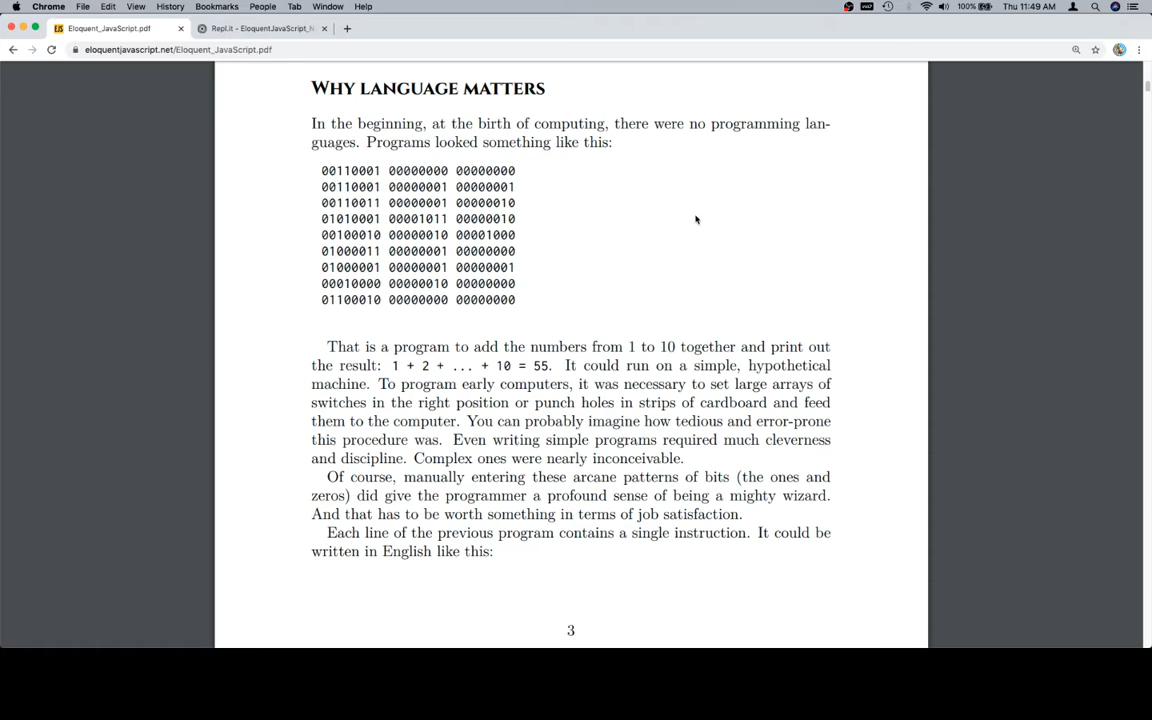 Chrome File Edit View History Bookmarks People Tab Window Help 100% Thu 11:49 AM
Eloquent_JavaScript.pdf Repl.it - EloquentJavaScript_N
eloquentjavascript.net/Eloquent_JavaScript.pdf
WHY LANGUAGE MATTERS
In the beginning, at the birth of computing, there were no programming lan-
guages. Programs looked something like this:
00110001 00000000 00000000
00110001 00000001 00000001
00110011 00000001 00000010
01010001 00001011 00000010
00100010 00000010 00001000
01000011 00000001 00000000
01000001 00000001 00000001
00010000 00000010 00000000
01100010 00000000 00000000
That is a program to add the numbers from 1 to 10 together and print out
the result: 1 + 2 + ... + 10 = 55. It could run on a simple, hypothetical
machine. To program early computers, it was necessary to set large arrays of
switches in the right position or punch holes in strips of cardboard and feed
them to the computer. You can probably imagine how tedious and error-prone
this procedure was. Even writing simple programs required much cleverness
and discipline. Complex ones were nearly inconceivable.
Of course, manually entering these arcane patterns of bits (the ones and
zeros) did give the programmer a profound sense of being a mighty wizard.
And that has to be worth something in terms of job satisfaction.
Each line of the previous program contains a single instruction. It could be
written in English like this:
3